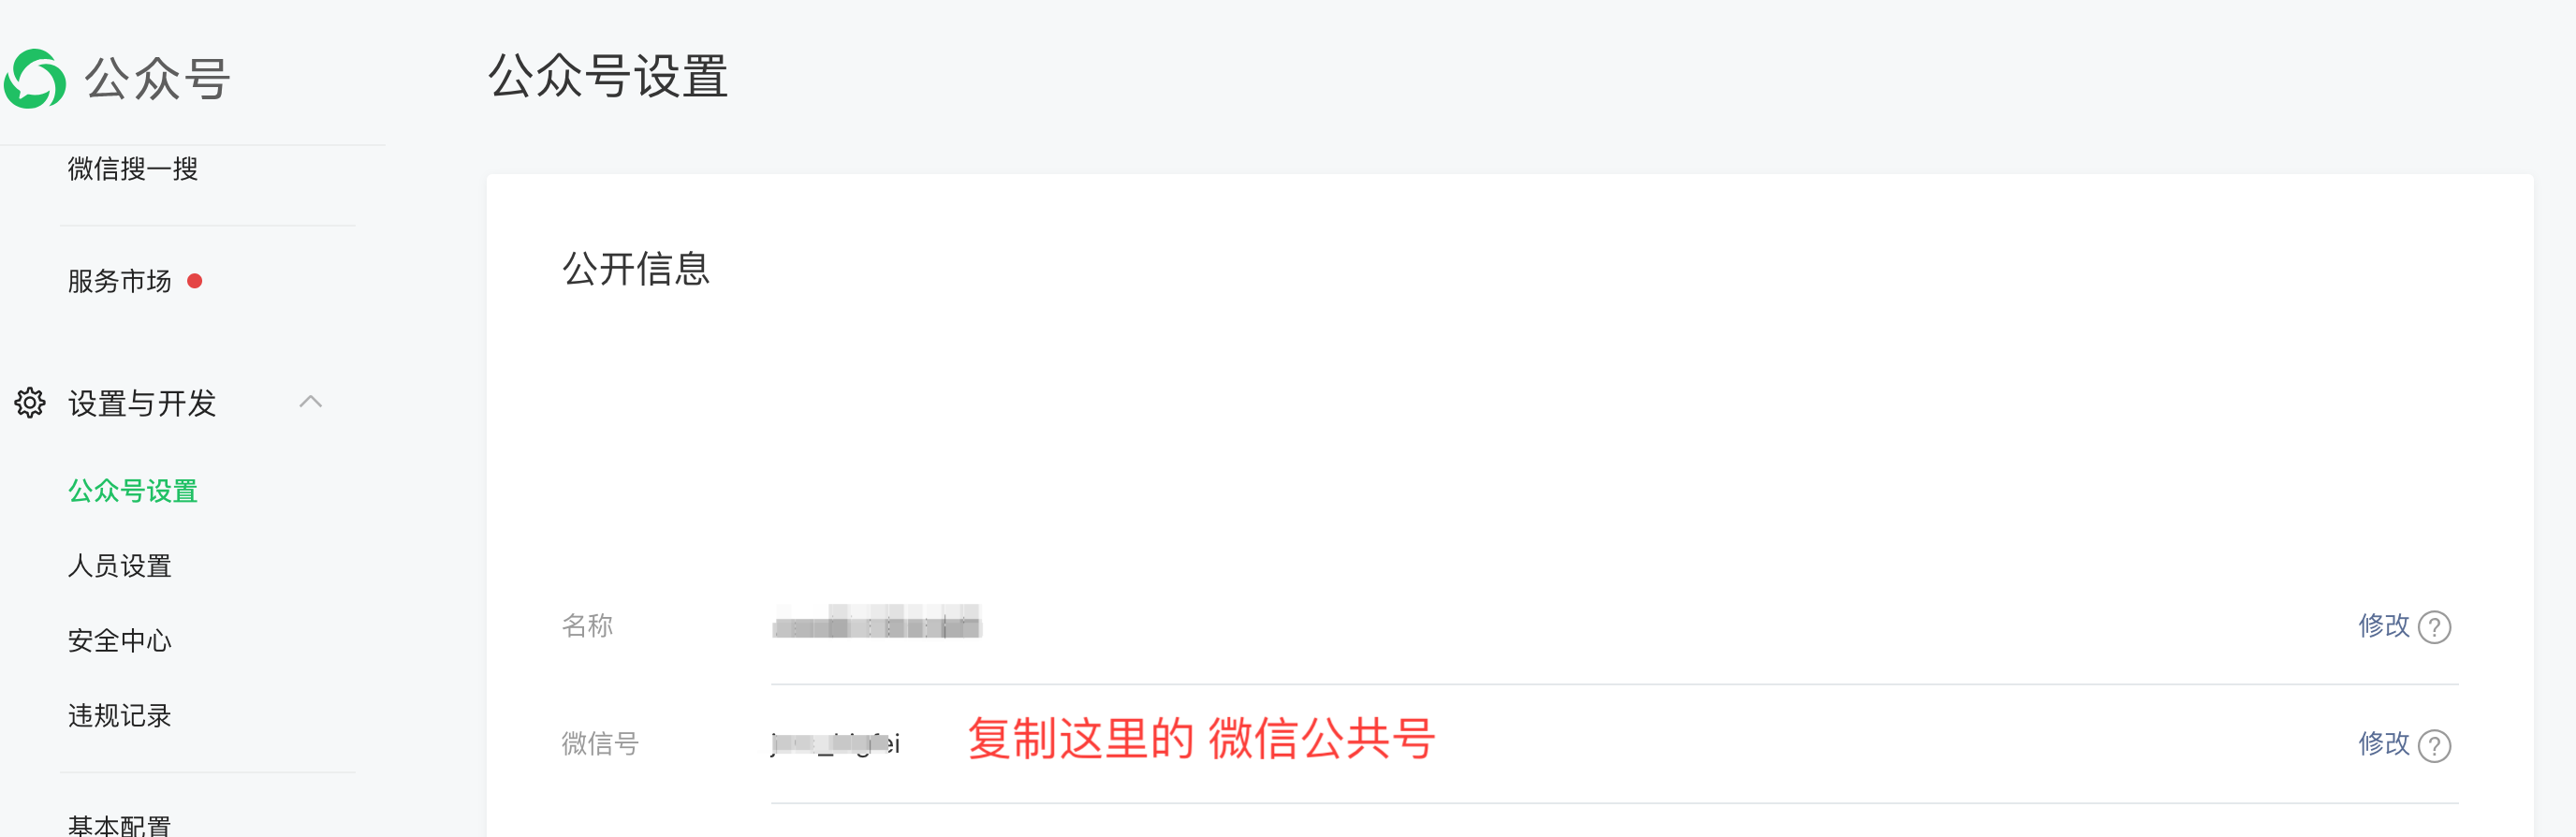 公众号
微信搜一搜
服务市场
设置与开发
公众号设置
人员设置
安全中心
违规记录
基本配置
公众号设置
公开信息
名称
修改
微信号
复制这里的 微信公共号
修改